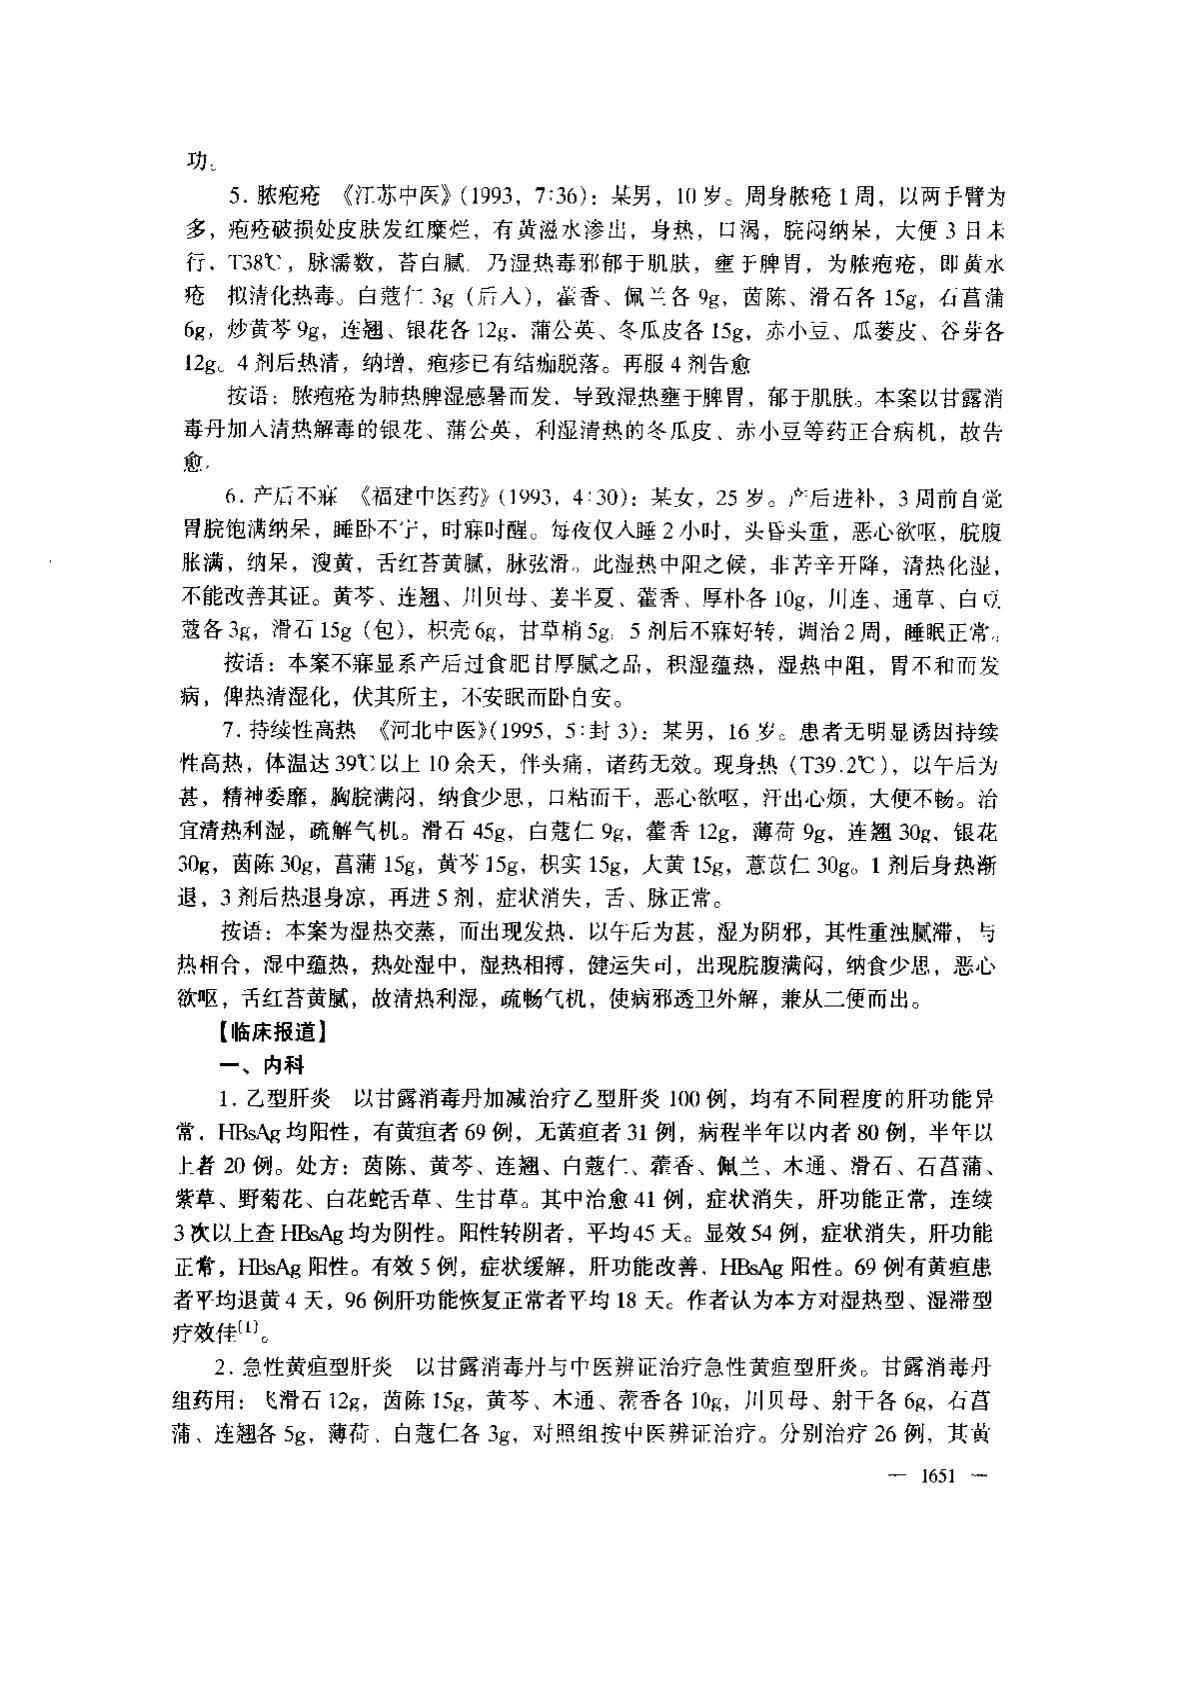 功。
5. 脓疱疮 《江苏中医》(1993，7:36)：某男，10岁。周身脓疮1周，以两手臂为
多，疱疮破损处皮肤发红糜烂，有黄滋水渗出，身热，口渴，脘闷纳呆，大便3日未
行，T38℃，脉濡数，苔白腻。乃湿热毒邪郁于肌肤，壅于脾胃，为脓疱疮，即黄水
疮 拟清化热毒。白蔻仁3g（后入），藿香、佩兰各9g，茵陈、滑石各15g，石菖蒲
6g，炒黄芩9g，连翘、银花各12g，蒲公英、冬瓜皮各15g，赤小豆、瓜蒌皮、谷芽各
12g。4剂后热清，纳增，疱疹已有结痂脱落。再服4剂告愈
按语：脓疱疮为肺热脾湿感暑而发，导致湿热壅于脾胃，郁于肌肤。本案以甘露消
毒丹加入清热解毒的银花、蒲公英，利湿清热的冬瓜皮、赤小豆等药正合病机，故告
愈。
6. 产后不寐 《福建中医药》(1993，4:30)：某女，25岁。产后进补，3周前自觉
胃脘饱满纳呆，睡卧不宁，时寐时醒。每夜仅入睡2小时，头昏头重，恶心欲呕，脘腹
胀满，纳呆，溲黄，舌红苔黄腻，脉弦滑。此湿热中阻之候，非苦辛开降，清热化湿，
不能改善其证。黄芩、连翘、川贝母、姜半夏、藿香、厚朴各10g，川连、通草、白豆
蔻各3g，滑石15g（包），枳壳6g，甘草梢5g。5剂后不寐好转，调治2周，睡眠正常。
按语：本案不寐显系产后过食肥甘厚腻之品，积湿蕴热，湿热中阻，胃不和而发
病，俾热清湿化，伏其所主，不安眠而卧自安。
7. 持续性高热 《河北中医》(1995，5:封3)：某男，16岁。患者无明显诱因持续
性高热，体温达39℃以上10余天，伴头痛，诸药无效。现身热（T39.2℃），以午后为
甚，精神委靡，胸脘满闷，纳食少思，口粘而干，恶心欲呕，汗出心烦，大便不畅。治
宜清热利湿，疏解气机。滑石45g，白蔻仁9g，藿香12g，薄荷9g，连翘30g，银花
30g，茵陈30g，菖蒲15g，黄芩15g，枳实15g，大黄15g，薏苡仁30g。1剂后身热渐
退，3剂后热退身凉，再进5剂，症状消失，舌、脉正常。
按语：本案为湿热交蒸，而出现发热，以午后为甚，湿为阴邪，其性重浊腻滞，与
热相合，湿中蕴热，热处湿中，湿热相搏，健运失司，出现脘腹满闷，纳食少思，恶心
欲呕，舌红苔黄腻，故清热利湿，疏畅气机，使病邪透卫外解，兼从二便而出。
【临床报道】
一、内科
1. 乙型肝炎 以甘露消毒丹加减治疗乙型肝炎100例，均有不同程度的肝功能异
常，HBsAg均阳性，有黄疸者69例，无黄疸者31例，病程半年以内者80例，半年以
上者20例。处方：茵陈、黄芩、连翘、白蔻仁、藿香、佩兰、木通、滑石、石菖蒲、
紫草、野菊花、白花蛇舌草、生甘草。其中治愈41例，症状消失，肝功能正常，连续
3次以上查HBsAg均为阴性。阳性转阴者，平均45天。显效54例，症状消失，肝功能
正常，HBsAg阳性。有效5例，症状缓解，肝功能改善，HBsAg阳性。69例有黄疸患
者平均退黄4天，96例肝功能恢复正常者平均18天。作者认为本方对湿热型、湿滞型
疗效佳[1]。
2. 急性黄疸型肝炎 以甘露消毒丹与中医辨证治疗急性黄疸型肝炎。甘露消毒丹
组药用：飞滑石12g，茵陈15g，黄芩、木通、藿香各10g，川贝母、射干各6g，石菖
蒲、连翘各5g，薄荷、白蔻仁各3g，对照组按中医辨证治疗。分别治疗26例，其黄
— 1651 —